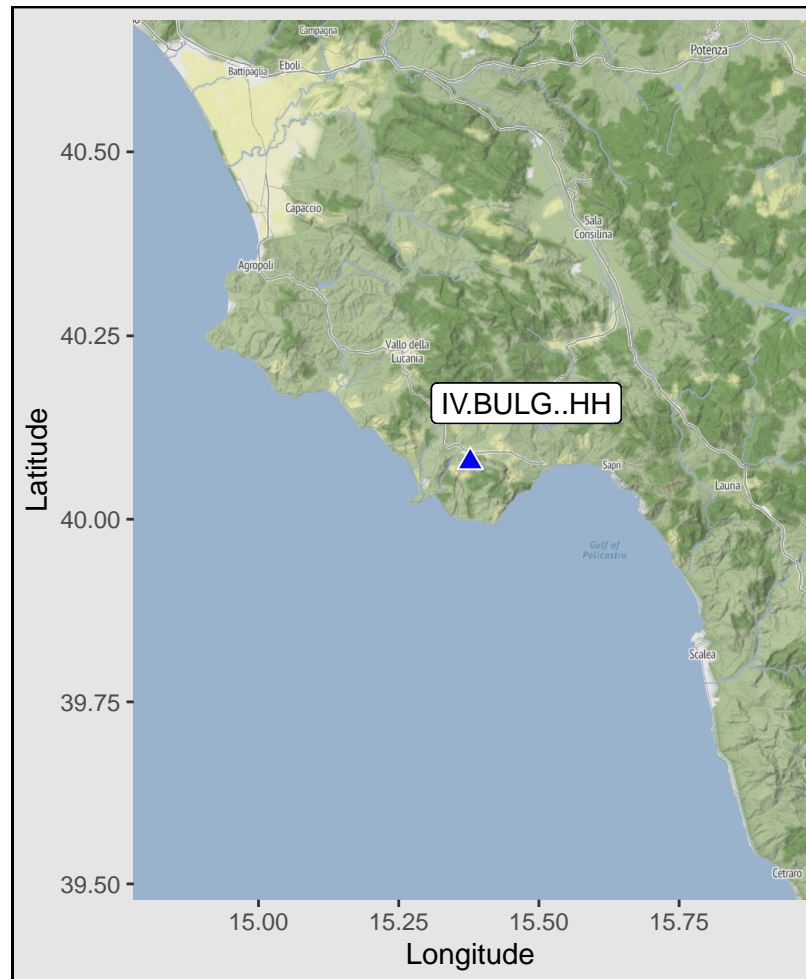 Campagna
Potenza
Eboli
Battipaglia
40.50
Capaccio
Sala
Consilina
Agropoli
40.25
Vallo della
Lucania
IV.BULG..HH
Latitude
Sapri
Lauria
40.00
Gulf of
Policastro
Scalea
39.75
Cetraro
39.50
15.00 15.25 15.50 15.75
Longitude